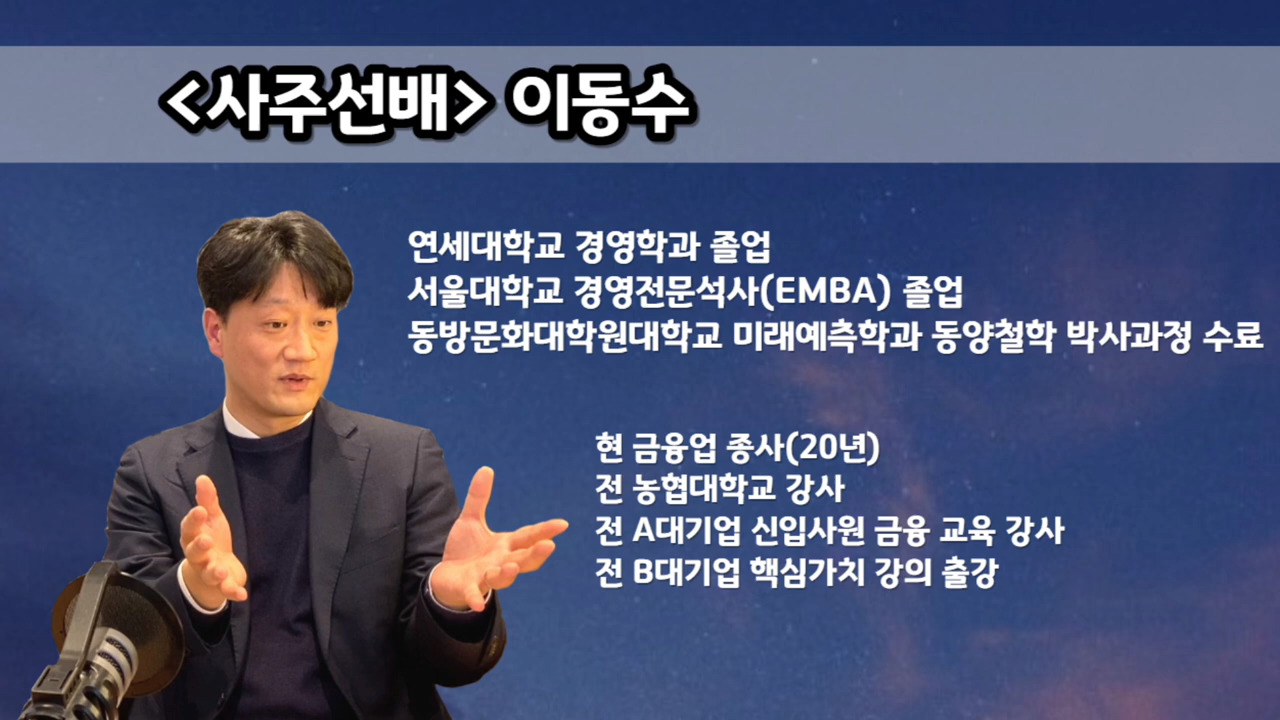 <사주선배> 이동수
연세대학교 경영학과 졸업
서울대학교 경영전문석사(EMBA) 졸업
동방문화대학원대학교 미래예측학과 동양철학 박사과정 수료
현 금융업 종사(20년)
전 농협대학교 강사
전 A대기업 신입사원 금융 교육 강사
전 B대기업 핵심가치 강의 출강